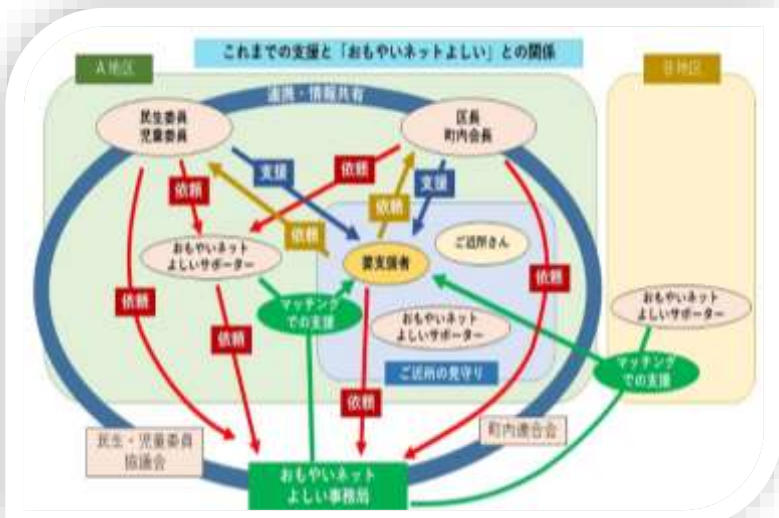 これまでの支援と「おもやいネットよしい」との関係
A地区
B地区
連携・情報共有
民生委員
児童委員
区長
町内会長
支援
依頼
依頼
依頼
支援
依頼
ご近所さん
おもやいネット
よしいサポーター
要支援者
依頼
依頼
依頼
マッチング
での支援
おもやいネット
よしいサポーター
おもやいネット
よしいサポーター
マッチング
での支援
ご近所の見守り
依頼
民生・児童委員
協議会
町内連合会
おもやいネット
よしい事務局